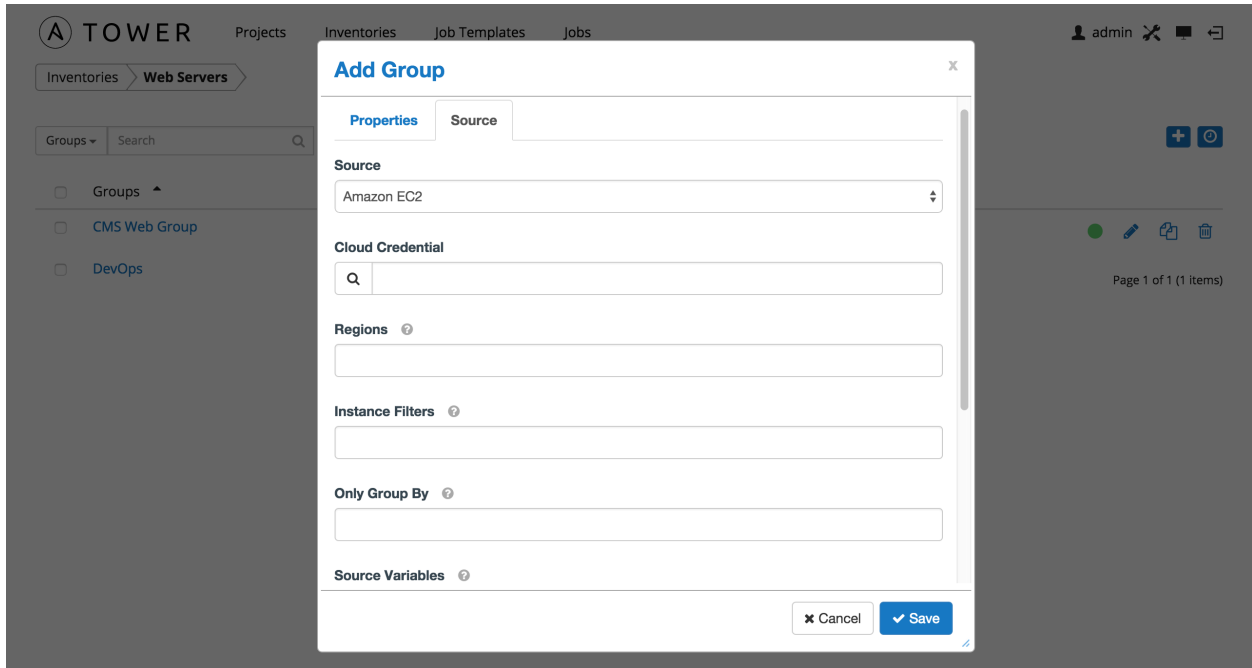 A TOWER Projects Inventories Job Templates Jobs admin
Inventories Web Servers
Groups Search
Groups
CMS Web Group
DevOps
Page 1 of 1 (1 items)
Add Group x
Properties Source
Source
Amazon EC2
Cloud Credential
Regions ?
Instance Filters ?
Only Group By ?
Source Variables ?
Cancel Save